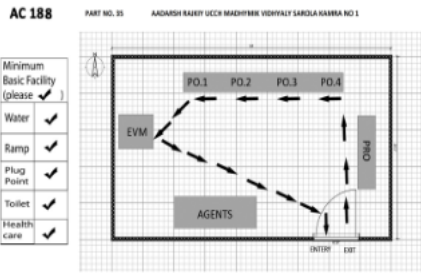 AC 188
PART NO. 35
AADARSH RAJKIY UCCH MADHYMIK VIDHYALY SAROLA KAMRA NO 1
Minimum
Basic Facility
(please ✔ )
Water ✔
Ramp ✔
Plug
Point ✔
Toilet ✔
Health
care ✔
PO.1 PO.2 PO.3 PO.4
EVM
PRO
AGENTS
ENTERY EXIT